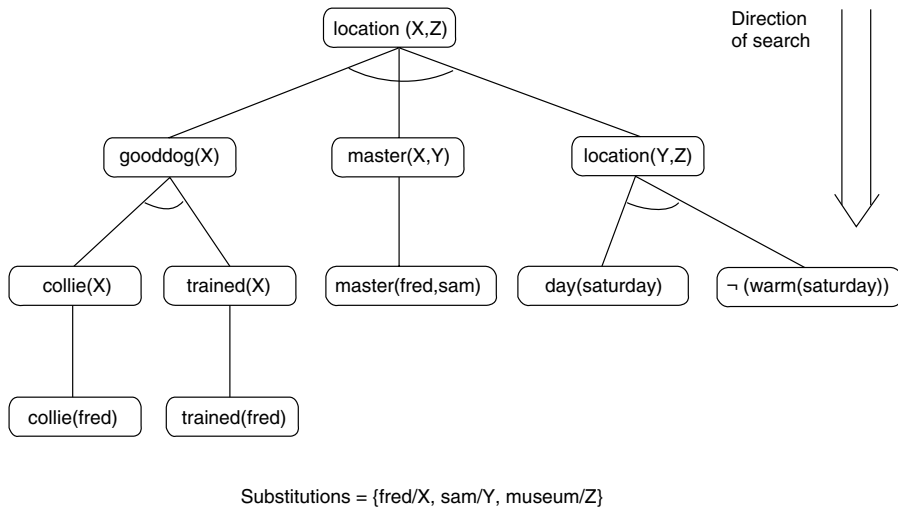 location (X,Z)
Direction
of search
gooddog(X)
master(X,Y)
location(Y,Z)
collie(X)
trained(X)
master(fred,sam)
day(saturday)
¬ (warm(saturday))
collie(fred)
trained(fred)
Substitutions = {fred/X, sam/Y, museum/Z}